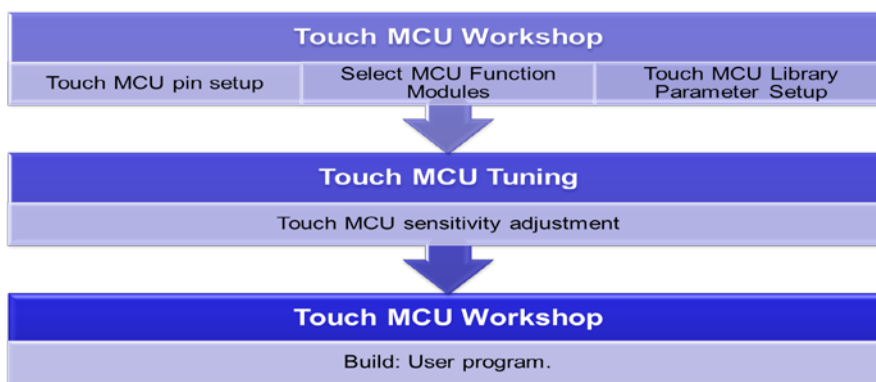 Touch MCU Workshop
Touch MCU pin setup
Select MCU Function
Modules
Touch MCU Library
Parameter Setup
Touch MCU Tuning
Touch MCU sensitivity adjustment
Touch MCU Workshop
Build: User program.